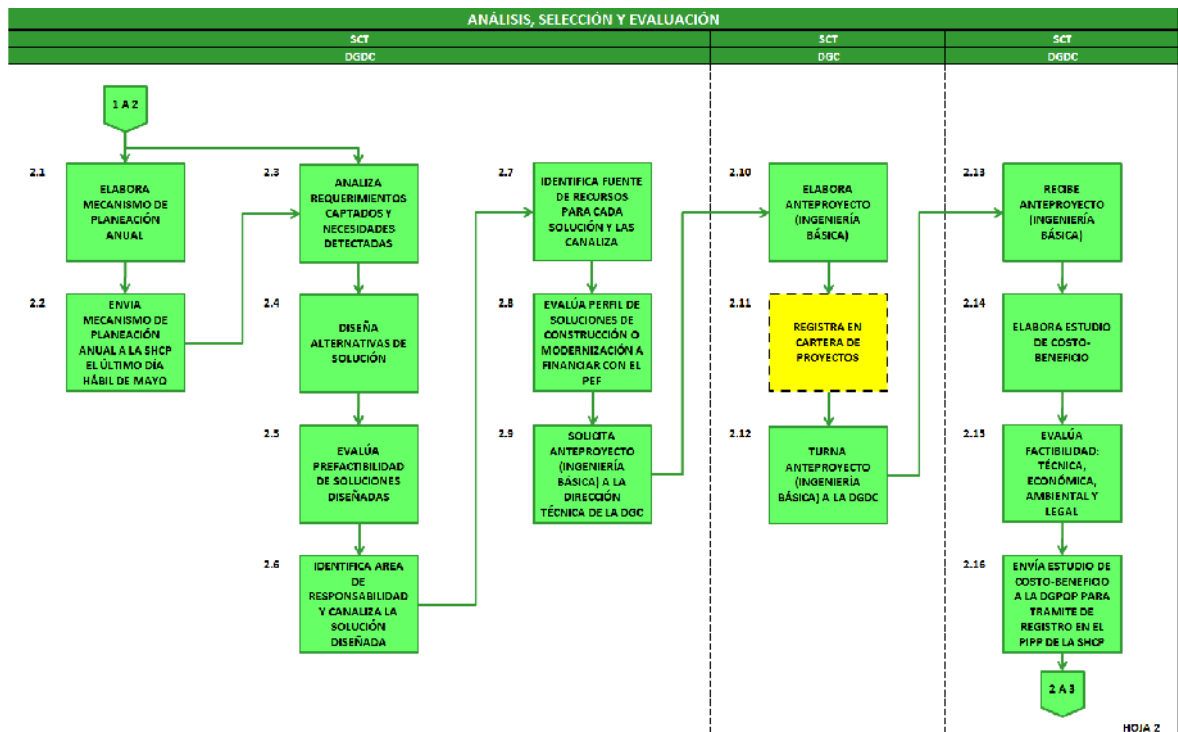 ANÁLISIS, SELECCIÓN Y EVALUACIÓN
SCT
DGDC
SCT
DGC
SCT
DGDC
1 A 2
2.1
ELABORA
MECANISMO DE
PLANEACIÓN
ANUAL
2.2
ENVIA
MECANISMO DE
PLANEACIÓN
ANUAL A LA SHCP
EL ÚLTIMO DÍA
HÁBIL DE MAYO
2.3
ANALIZA
REQUERIMIENTOS
CAPTADOS Y
NECESIDADES
DETECTADAS
2.4
DISEÑA
ALTERNATIVAS DE
SOLUCIÓN
2.5
EVALÚA
PREFACTIBILIDAD
DE SOLUCIONES
DISEÑADAS
2.6
IDENTIFICA AREA
DE
RESPONSABILIDAD
Y CANALIZA LA
SOLUCIÓN
DISEÑADA
2.7
IDENTIFICA FUENTE
DE RECURSOS
PARA CADA
SOLUCIÓN Y LAS
CANALIZA
2.8
EVALÚA PERFIL DE
SOLUCIONES DE
CONSTRUCCIÓN O
MODERNIZACIÓN A
FINANCIAR CON EL
PEF
2.9
SOLICITA
ANTEPROYECTO
(INGENIERÍA
BÁSICA) A LA
DIRECCIÓN
TÉCNICA DE LA DGC
2.10
ELABORA
ANTEPROYECTO
(INGENIERÍA
BÁSICA)
2.11
REGISTRA EN
CARTERA DE
PROYECTOS
2.12
TURNA
ANTEPROYECTO
(INGENIERÍA
BÁSICA) A LA DGDC
2.13
RECIBE
ANTEPROYECTO
(INGENIERÍA
BÁSICA)
2.14
ELABORA ESTUDIO
DE COSTO-
BENEFICIO
2.15
EVALÚA
FACTIBILIDAD:
TÉCNICA,
ECONÓMICA,
AMBIENTAL Y
LEGAL
2.16
ENVÍA ESTUDIO DE
COSTO-BENEFICIO
A LA DGPOP PARA
TRAMITE DE
REGISTRO EN EL
PIPP DE LA SHCP
2 A 3
HOJA 2